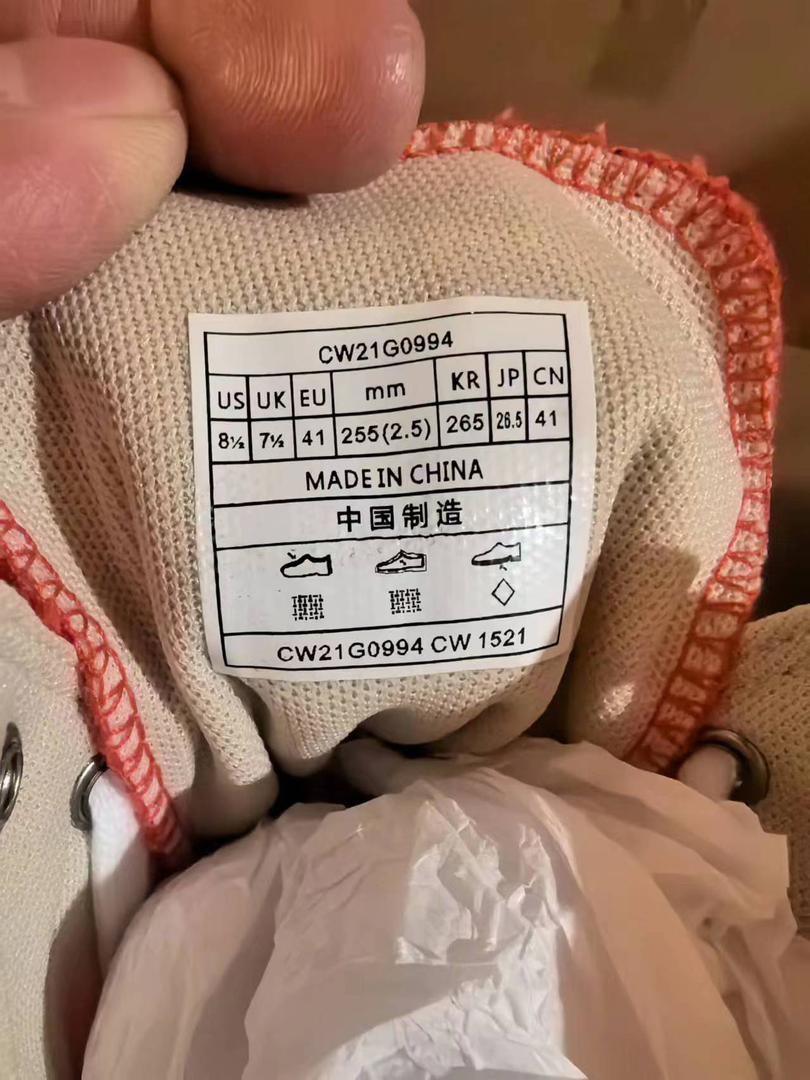 CW21G0994
US UK EU mm KR JP CN
8½ 7½ 41 255(2.5) 265 26.5 41
MADE IN CHINA
中国制造
CW21G0994 CW 1521